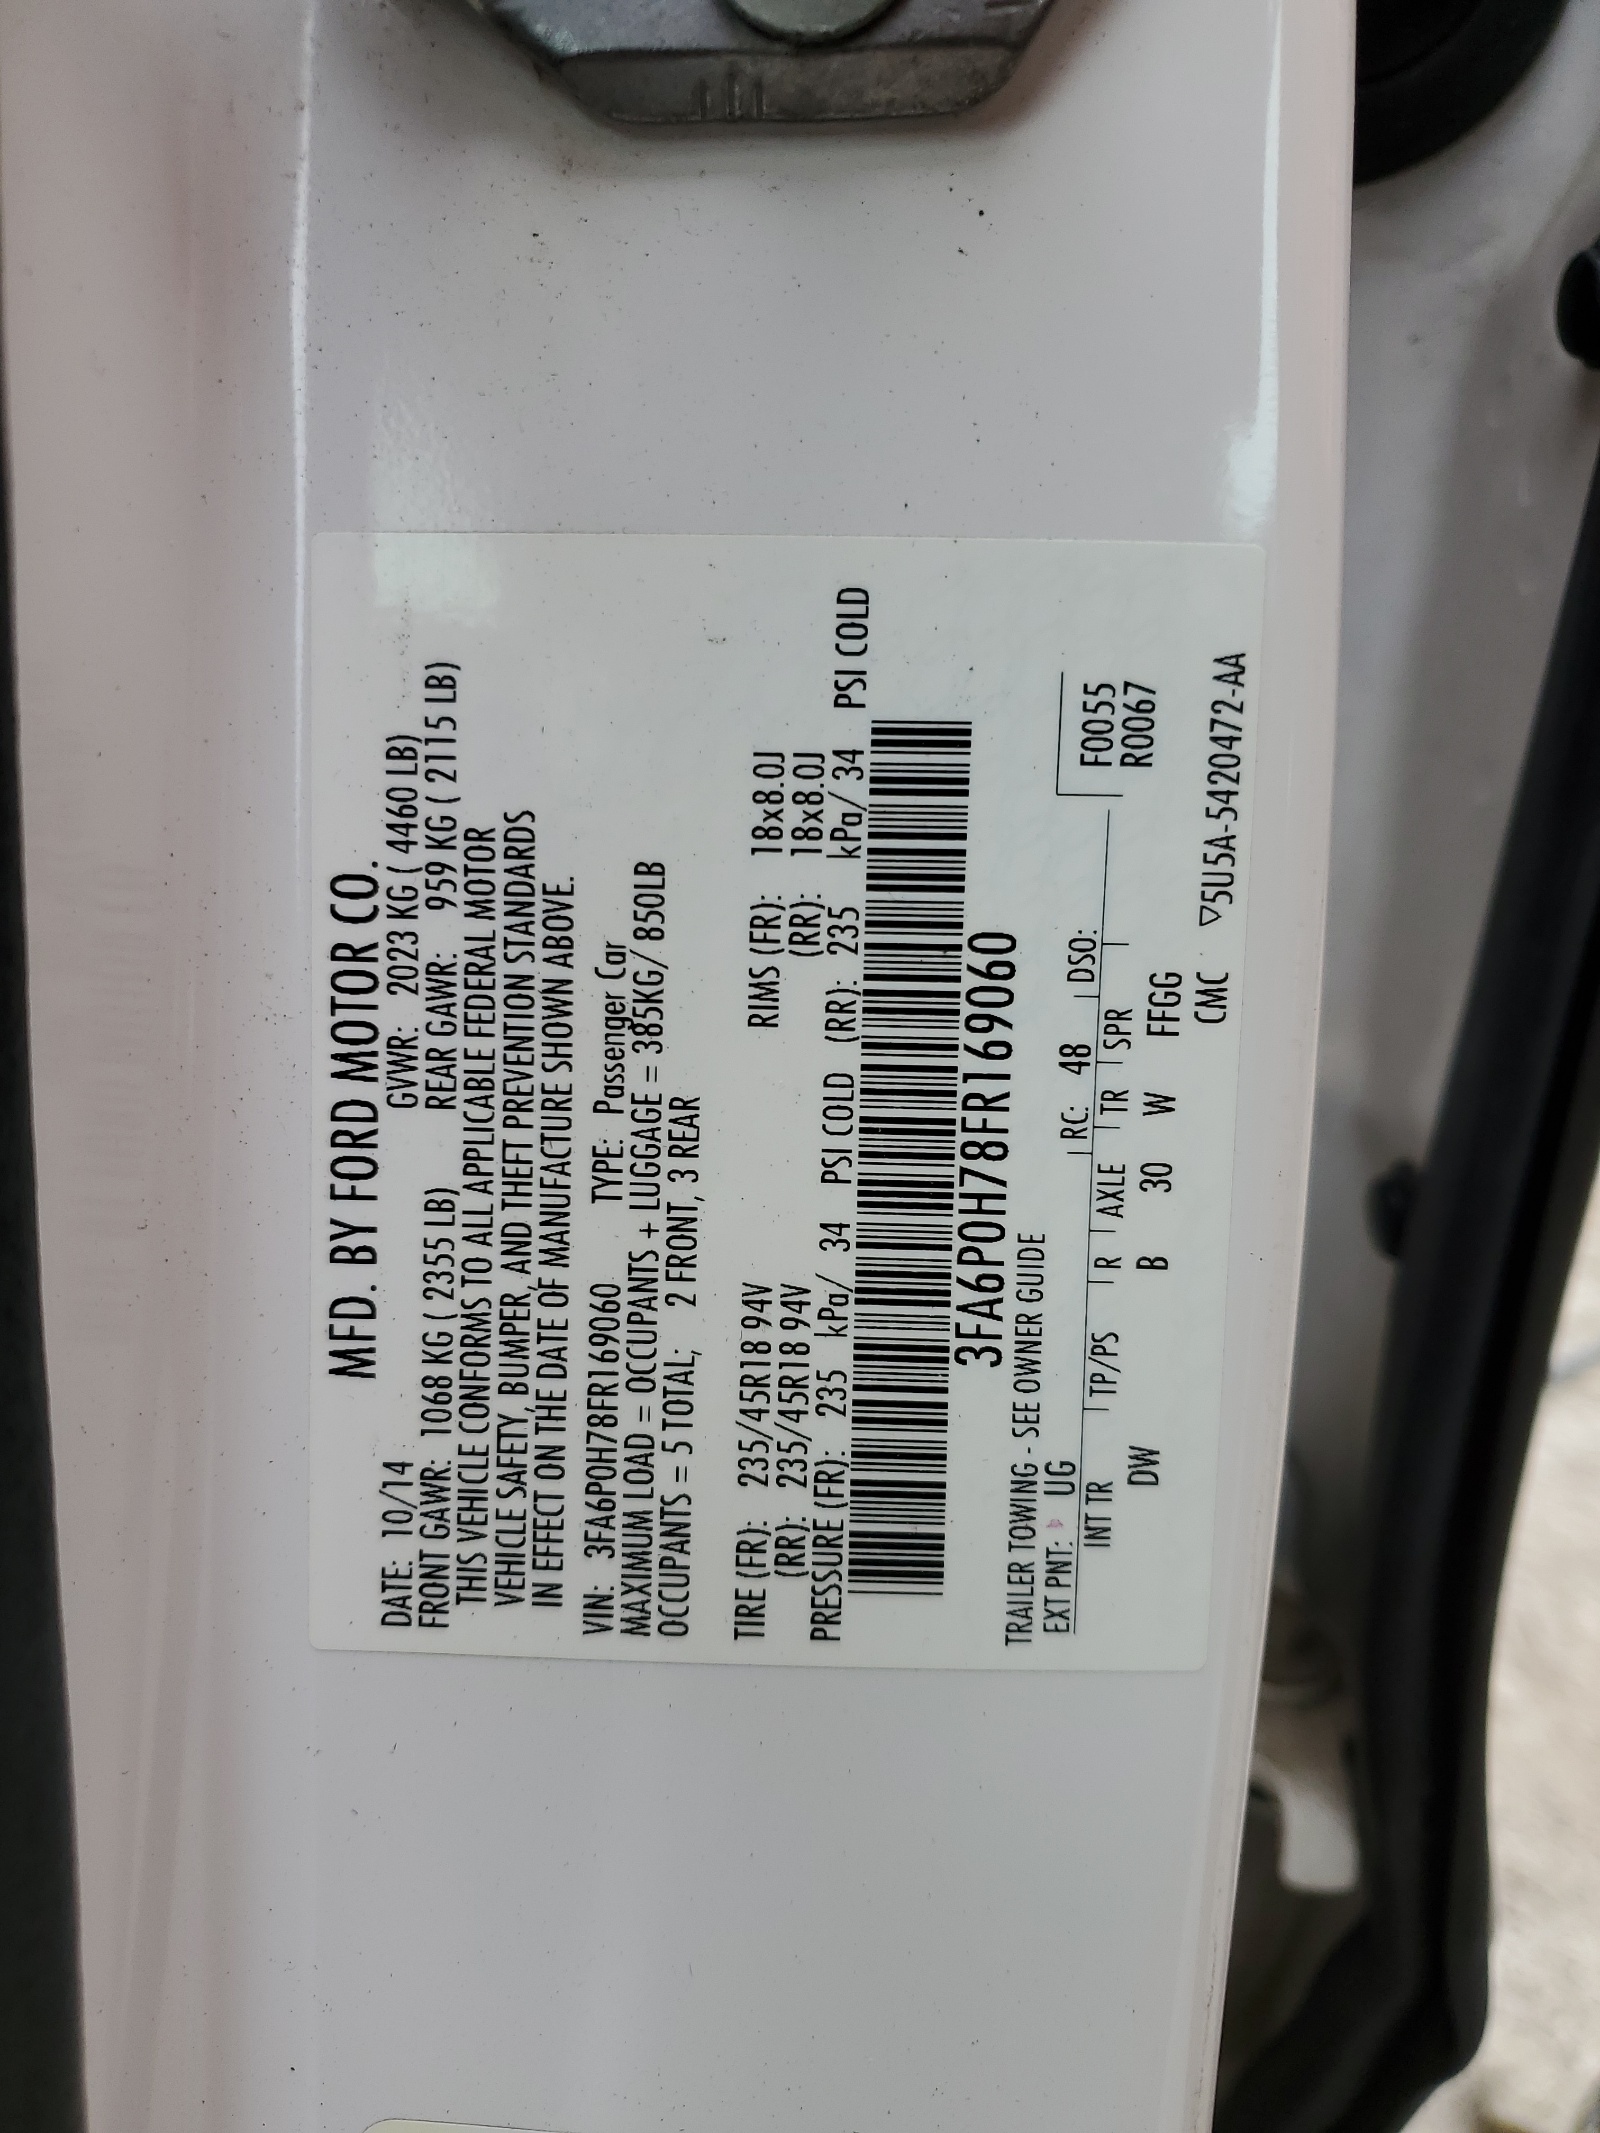 MFD. BY FORD MOTOR CO.
DATE: 10/14 GVWR: 2023 KG ( 4460 LB)
FRONT GAWR: 1068 KG ( 2355 LB) REAR GAWR: 959 KG ( 2115 LB)
THIS VEHICLE CONFORMS TO ALL APPLICABLE FEDERAL MOTOR
VEHICLE SAFETY, BUMPER, AND THEFT PREVENTION STANDARDS
IN EFFECT ON THE DATE OF MANUFACTURE SHOWN ABOVE.
VIN: 3FA6P0H78FR169060 TYPE: Passenger Car
MAXIMUM LOAD = OCCUPANTS + LUGGAGE = 385KG/ 850LB
OCCUPANTS = 5 TOTAL; 2 FRONT, 3 REAR
TIRE (FR): 235/45R18 94V RIMS (FR): 18x8.0J
(RR): 235/45R18 94V (RR): 18x8.0J
PRESSURE (FR): 235 kPa/ 34 PSI COLD (RR): 235 kPa/ 34 PSI COLD
3FA6P0H78FR169060
TRAILER TOWING - SEE OWNER GUIDE
EXT PNT: UG RC: 48 DSO: F0055
R0067
INT TR TP/PS R AXLE TR SPR
DW B 30 W FFGG
CMC ▽5U5A-5420472-AA